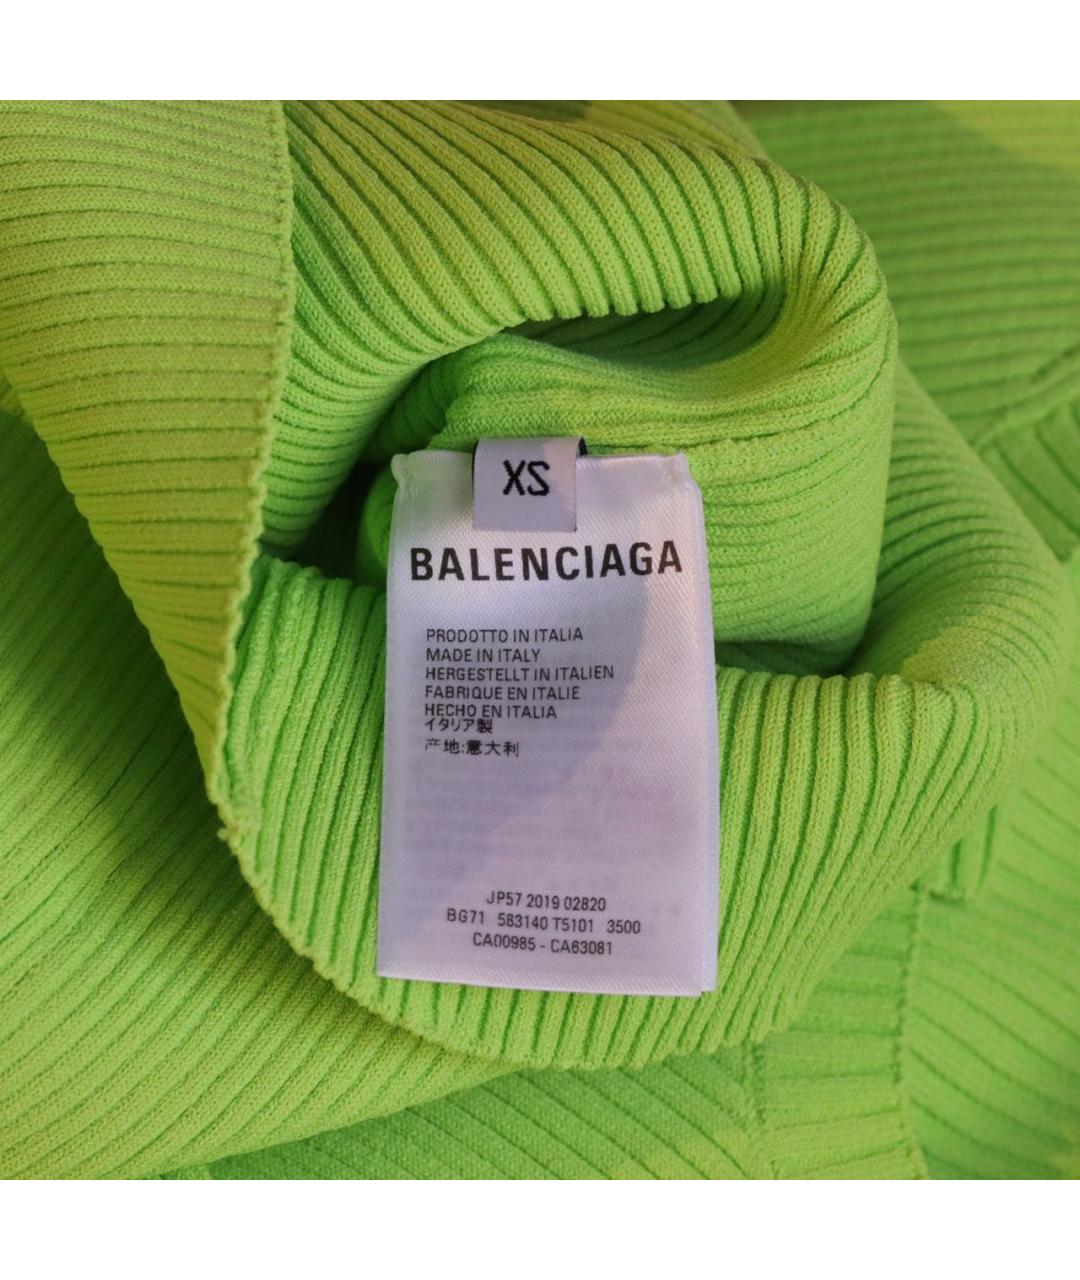 XS
BALENCIAGA
PRODOTTO IN ITALIA
MADE IN ITALY
HERGESTELLT IN ITALIEN
FABRIQUE EN ITALIE
HECHO EN ITALIA
イタリア製
产地:意大利
JP57 2019 02820
BG71 583140 T5101 3500
CA00985 - CA63081